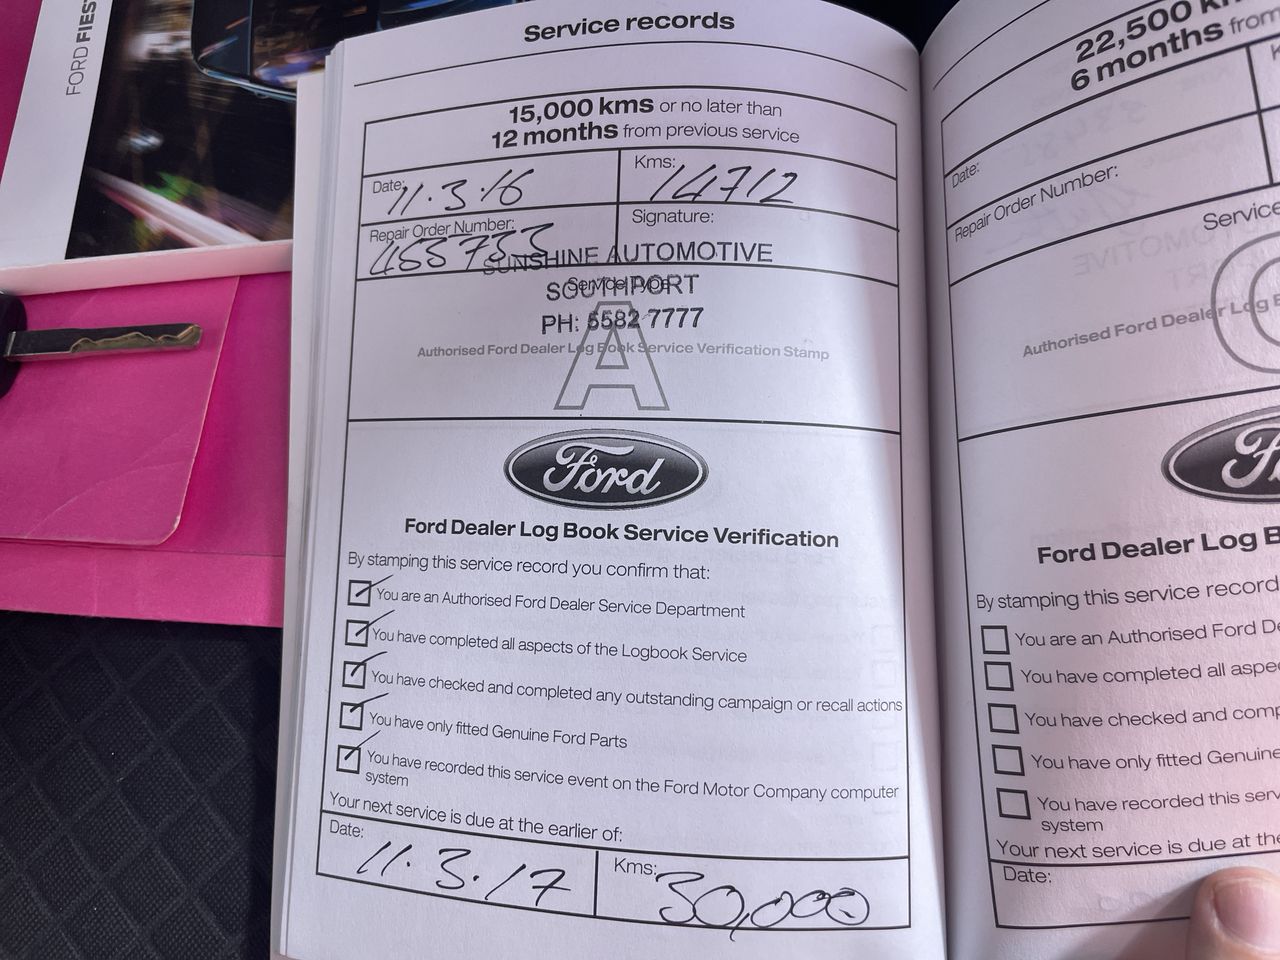 FORD FIES
Service records
15,000 kms or no later than
12 months from previous service
Date: 11.3.16
Kms: 14712
Repair Order Number:
Signature:
SUNSHINE AUTOMOTIVE
Service Type
SOUTHPORT
PH: 5582 7777
Authorised Ford Dealer Log Book Service Verification Stamp
A
Ford
Ford Dealer Log Book Service Verification
By stamping this service record you confirm that:
You are an Authorised Ford Dealer Service Department
You have completed all aspects of the Logbook Service
You have checked and completed any outstanding campaign or recall actions
You have only fitted Genuine Ford Parts
You have recorded this service event on the Ford Motor Company computer
system
Your next service is due at the earlier of:
Date: 11.3.17
Kms: 30,000
22,500 k
6 months from
Date:
Repair Order Number:
Service
Authorised Ford Dealer Log B
Ford Dealer Log B
By stamping this service record
You are an Authorised Ford De
You have completed all aspe
You have checked and comp
You have only fitted Genuine
You have recorded this serv
system
Your next service is due at the
Date: